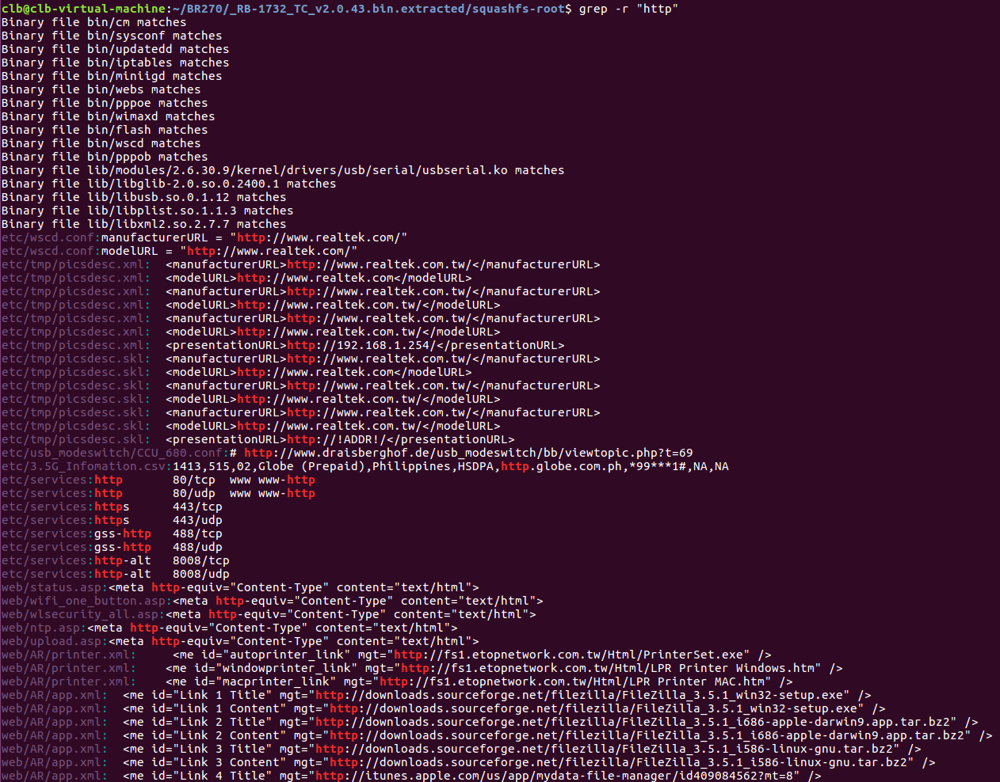 clb@clb-virtual-machine:~/BR270/_RB-1732_TC_v2.0.43.bin.extracted/squashfs-root$ grep -r "http"
Binary file bin/cm matches
Binary file bin/sysconf matches
Binary file bin/updatedd matches
Binary file bin/iptables matches
Binary file bin/miniigd matches
Binary file bin/webs matches
Binary file bin/pppoe matches
Binary file bin/wimaxd matches
Binary file bin/flash matches
Binary file bin/wscd matches
Binary file bin/pppob matches
Binary file lib/modules/2.6.30.9/kernel/drivers/usb/serial/usbserial.ko matches
Binary file lib/libglib-2.0.so.0.2400.1 matches
Binary file lib/libusb.so.0.1.12 matches
Binary file lib/libplist.so.1.1.3 matches
Binary file lib/libxml2.so.2.7.7 matches
etc/wscd.conf:manufacturerURL = "http://www.realtek.com/"
etc/wscd.conf:modelURL = "http://www.realtek.com/"
etc/tmp/picsdesc.xml:  <manufacturerURL>http://www.realtek.com.tw/</manufacturerURL>
etc/tmp/picsdesc.xml:  <modelURL>http://www.realtek.com</modelURL>
etc/tmp/picsdesc.xml:  <manufacturerURL>http://www.realtek.com.tw/</manufacturerURL>
etc/tmp/picsdesc.xml:  <modelURL>http://www.realtek.com.tw/</modelURL>
etc/tmp/picsdesc.xml:  <manufacturerURL>http://www.realtek.com.tw/</manufacturerURL>
etc/tmp/picsdesc.xml:  <modelURL>http://www.realtek.com.tw/</modelURL>
etc/tmp/picsdesc.xml:  <presentationURL>http://192.168.1.254/</presentationURL>
etc/tmp/picsdesc.skl:  <manufacturerURL>http://www.realtek.com.tw/</manufacturerURL>
etc/tmp/picsdesc.skl:  <modelURL>http://www.realtek.com</modelURL>
etc/tmp/picsdesc.skl:  <manufacturerURL>http://www.realtek.com.tw/</manufacturerURL>
etc/tmp/picsdesc.skl:  <modelURL>http://www.realtek.com.tw/</modelURL>
etc/tmp/picsdesc.skl:  <manufacturerURL>http://www.realtek.com.tw/</manufacturerURL>
etc/tmp/picsdesc.skl:  <modelURL>http://www.realtek.com.tw/</modelURL>
etc/tmp/picsdesc.skl:  <presentationURL>http://!ADDR!/</presentationURL>
etc/usb_modeswitch/CCU_680.conf:# http://www.draisberghof.de/usb_modeswitch/bb/viewtopic.php?t=69
etc/3.5G_Infomation.csv:1413,515,02,Globe (Prepaid),Philippines,HSDPA,http.globe.com.ph,*99***1#,NA,NA
etc/services:http       80/tcp  www www-http
etc/services:http       80/udp  www www-http
etc/services:https      443/tcp
etc/services:https      443/udp
etc/services:gss-http   488/tcp
etc/services:gss-http   488/udp
etc/services:http-alt   8008/tcp
etc/services:http-alt   8008/udp
web/status.asp:<meta http-equiv="Content-Type" content="text/html">
web/wifi_one_button.asp:<meta http-equiv="Content-Type" content="text/html">
web/wlsecurity_all.asp:<meta http-equiv="Content-Type" content="text/html">
web/ntp.asp:<meta http-equiv="Content-Type" content="text/html">
web/upload.asp:<meta http-equiv="Content-Type" content="text/html">
web/AR/printer.xml:     <me id="autoprinter_link" mgt="http://fs1.etopnetwork.com.tw/Html/PrinterSet.exe" />
web/AR/printer.xml:    <me id="windowprinter_link" mgt="http://fs1.etopnetwork.com.tw/Html/LPR Printer Windows.htm" />
web/AR/printer.xml:    <me id="macprinter_link" mgt="http://fs1.etopnetwork.com.tw/Html/LPR Printer MAC.htm" />
web/AR/app.xml:  <me id="Link 1 Title" mgt="http://downloads.sourceforge.net/filezilla/FileZilla_3.5.1_win32-setup.exe" />
web/AR/app.xml:  <me id="Link 1 Content" mgt="http://downloads.sourceforge.net/filezilla/FileZilla_3.5.1_win32-setup.exe" />
web/AR/app.xml:  <me id="Link 2 Title" mgt="http://downloads.sourceforge.net/filezilla/FileZilla_3.5.1_i686-apple-darwin9.app.tar.bz2" />
web/AR/app.xml:  <me id="Link 2 Content" mgt="http://downloads.sourceforge.net/filezilla/FileZilla_3.5.1_i686-apple-darwin9.app.tar.bz2" />
web/AR/app.xml:  <me id="Link 3 Title" mgt="http://downloads.sourceforge.net/filezilla/FileZilla_3.5.1_i586-linux-gnu.tar.bz2" />
web/AR/app.xml:  <me id="Link 3 Content" mgt="http://downloads.sourceforge.net/filezilla/FileZilla_3.5.1_i586-linux-gnu.tar.bz2" />
web/AR/app.xml:  <me id="Link 4 Title" mgt="http://itunes.apple.com/us/app/mydata-file-manager/id409084562?mt=8" />